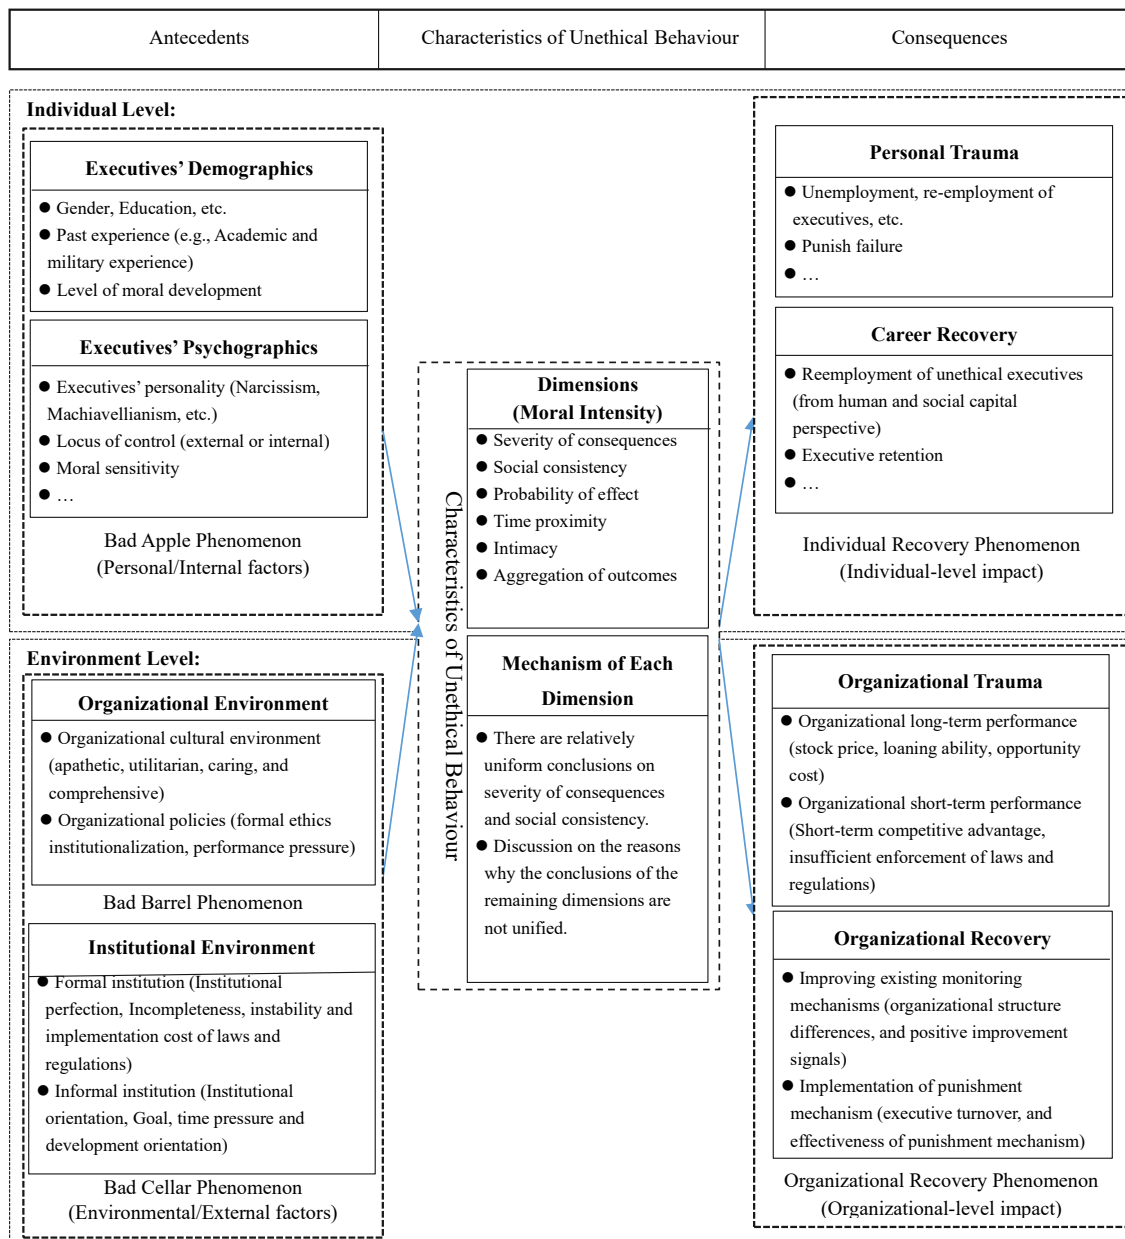 Antecedents
Characteristics of Unethical Behaviour
Consequences
Individual Level:
Executives' Demographics
● Gender, Education, etc.
● Past experience (e.g., Academic and
military experience)
● Level of moral development
Executives' Psychographics
● Executives' personality (Narcissism,
Machiavellianism, etc.)
● Locus of control (external or internal)
● Moral sensitivity
● …
Bad Apple Phenomenon
(Personal/Internal factors)
Environment Level:
Organizational Environment
● Organizational cultural environment
(apathetic, utilitarian, caring, and
comprehensive)
● Organizational policies (formal ethics
institutionalization, performance pressure)
Bad Barrel Phenomenon
Institutional Environment
● Formal institution (Institutional
perfection, Incompleteness, instability and
implementation cost of laws and
regulations)
● Informal institution (Institutional
orientation, Goal, time pressure and
development orientation)
Bad Cellar Phenomenon
(Environmental/External factors)
Characteristics of Unethical Behaviour
Dimensions
(Moral Intensity)
● Severity of consequences
● Social consistency
● Probability of effect
● Time proximity
● Intimacy
● Aggregation of outcomes
Mechanism of Each
Dimension
● There are relatively
uniform conclusions on
severity of consequences
and social consistency.
● Discussion on the reasons
why the conclusions of the
remaining dimensions are
not unified.
Personal Trauma
● Unemployment, re-employment of
executives, etc.
● Punish failure
● …
Career Recovery
● Reemployment of unethical executives
(from human and social capital
perspective)
● Executive retention
● …
Individual Recovery Phenomenon
(Individual-level impact)
Organizational Trauma
● Organizational long-term performance
(stock price, loaning ability, opportunity
cost)
● Organizational short-term performance
(Short-term competitive advantage,
insufficient enforcement of laws and
regulations)
Organizational Recovery
● Improving existing monitoring
mechanisms (organizational structure
differences, and positive improvement
signals)
● Implementation of punishment
mechanism (executive turnover, and
effectiveness of punishment mechanism)
Organizational Recovery Phenomenon
(Organizational-level impact)